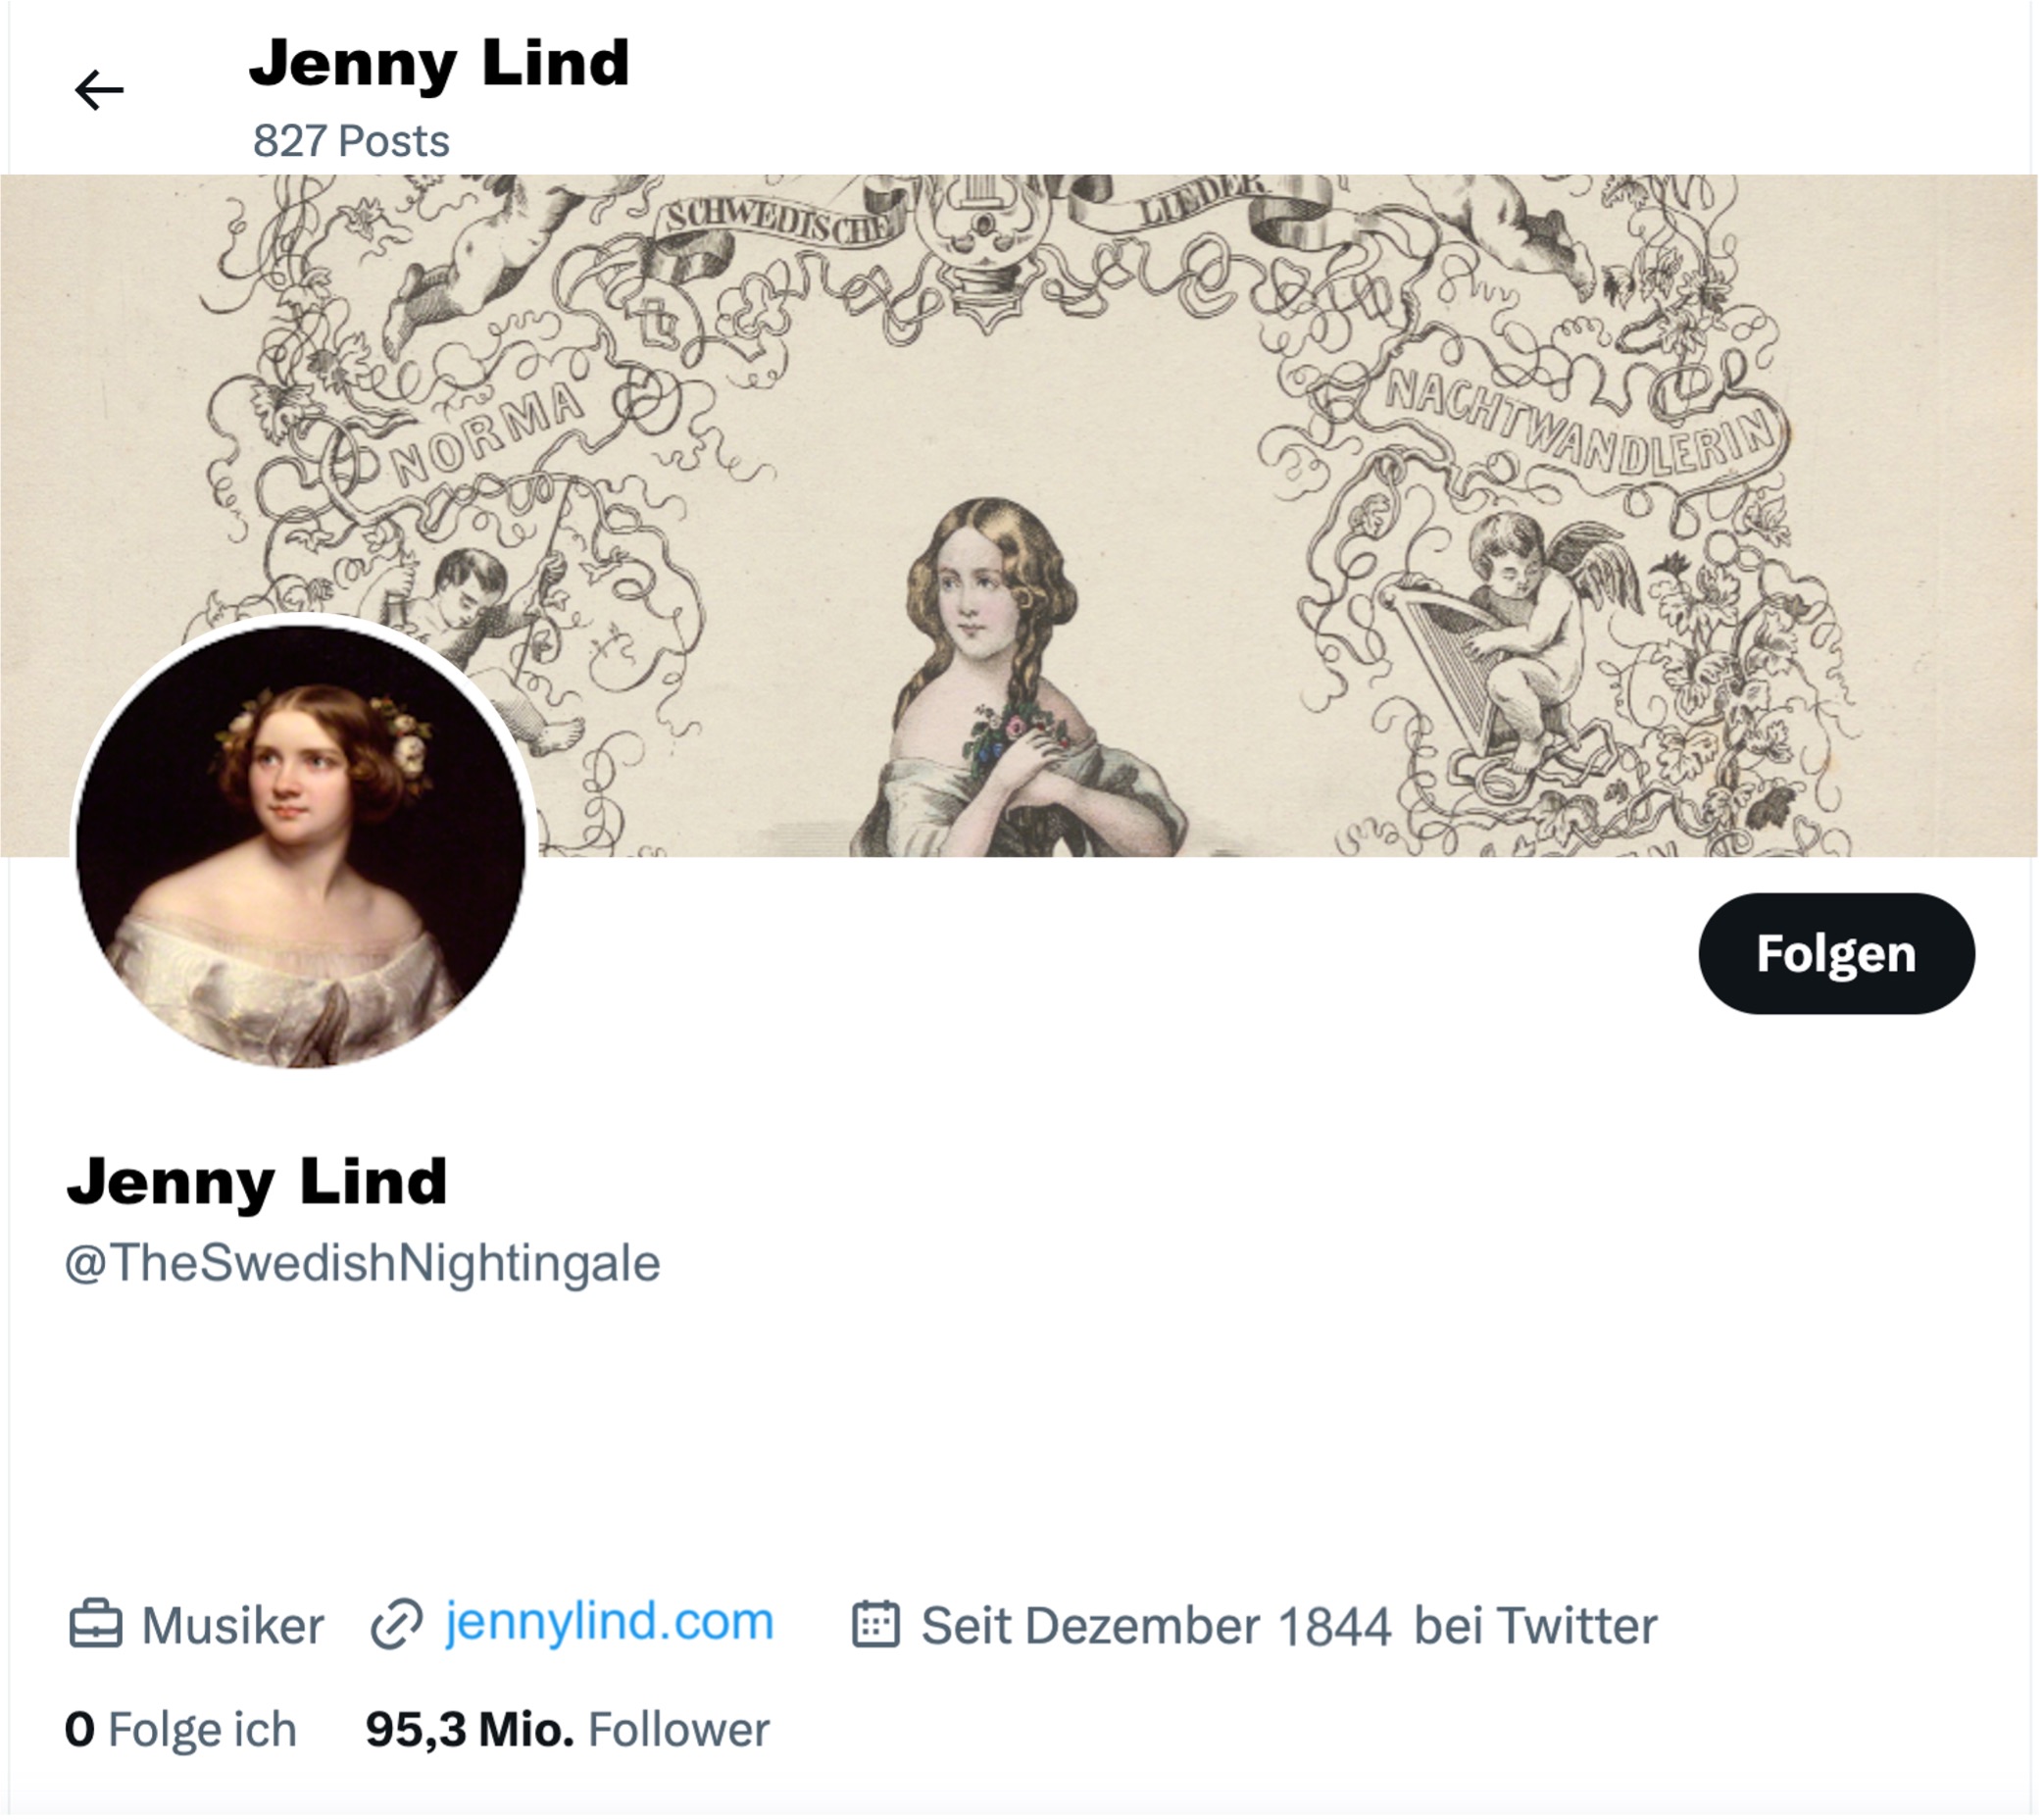 Jenny Lind
827 Posts
SCHWEDISCHE LIEDER
NORMA
NACHTWANDLERIN
Folgen
Jenny Lind
@TheSwedishNightingale
Musiker jennylind.com Seit Dezember 1844 bei Twitter
0 Folge ich 95,3 Mio. Follower